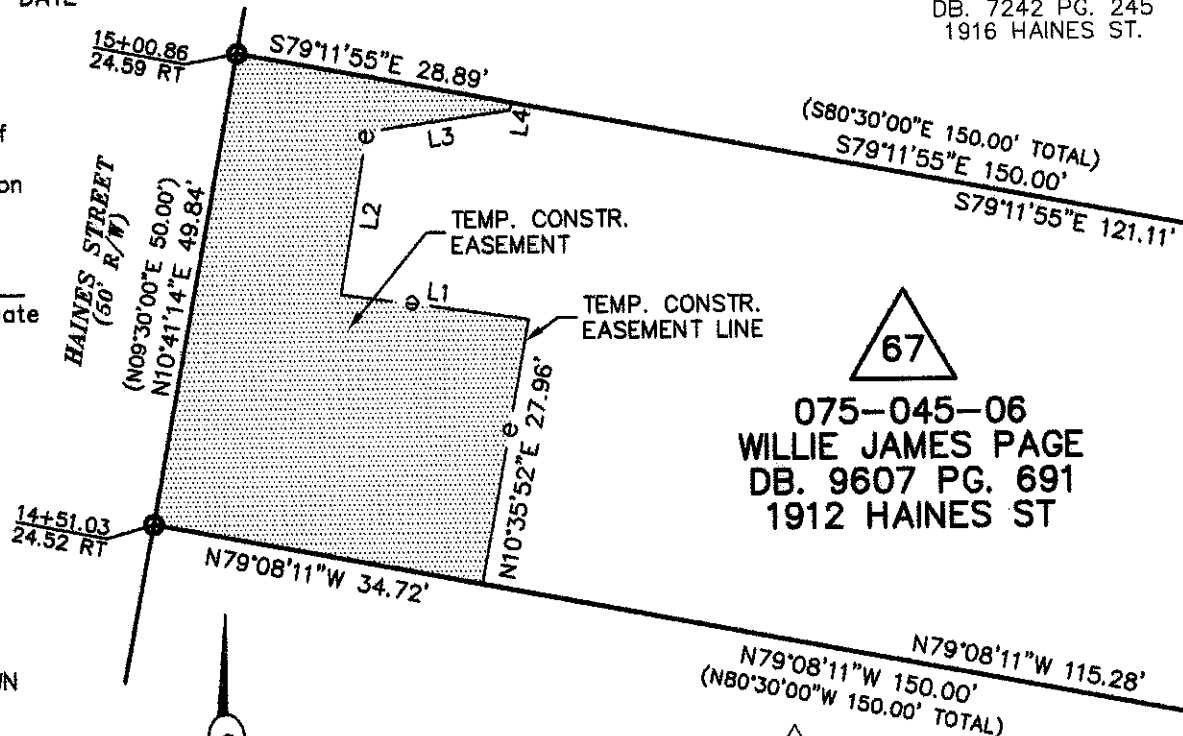 DATE
DB. 7242 PG. 245
1916 HAINES ST.
15+00.86
24.59 RT
S79°11'55"E 28.89'
(S80°30'00"E 150.00' TOTAL)
S79°11'55"E 150.00'
S79°11'55"E 121.11'
f
on
ate
HAINES STREET
(50' R/W)
(N09°30'00"E 50.00')
N10°41'14"E 49.84'
L3
L4
L2
L1
e
e
e
TEMP. CONSTR.
EASEMENT
TEMP. CONSTR.
EASEMENT LINE
67
075-045-06
WILLIE JAMES PAGE
DB. 9607 PG. 691
1912 HAINES ST
N10°35'52"E 27.96'
14+51.03
24.52 RT
N79°08'11"W 34.72'
N79°08'11"W 115.28'
N79°08'11"W 150.00'
(N80°30'00"W 150.00' TOTAL)